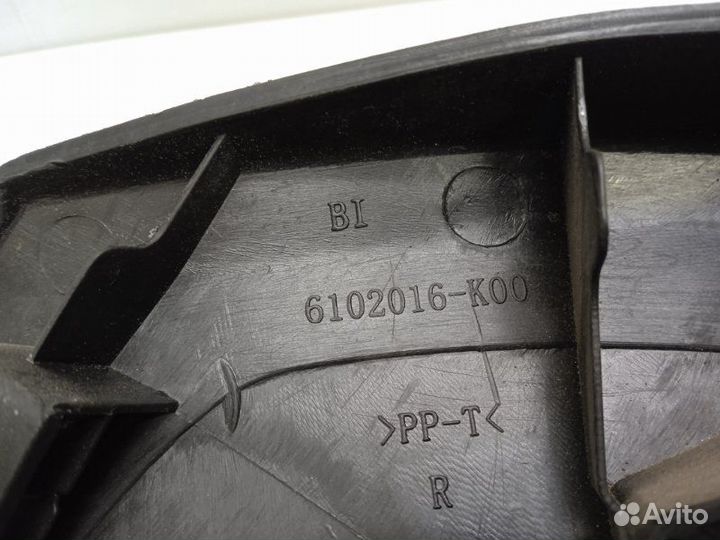 BI
6102016-K00
>PP-T<
R
Avito